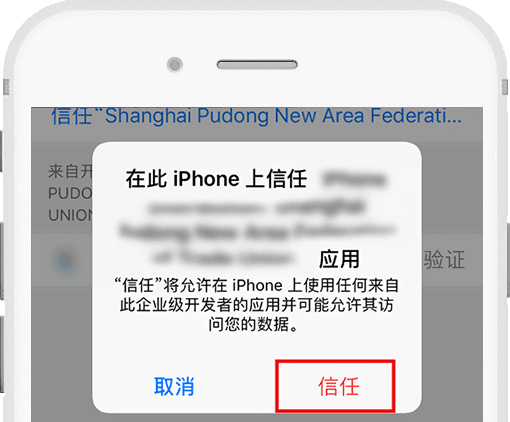 信任“Shanghai Pudong New Area Federati...
来自开
PUDO
UNION
在此 iPhone 上信任
应用
验证
“信任”将允许在 iPhone 上使用任何来自
此企业级开发者的应用并可能允许其访
问您的数据。
取消
信任